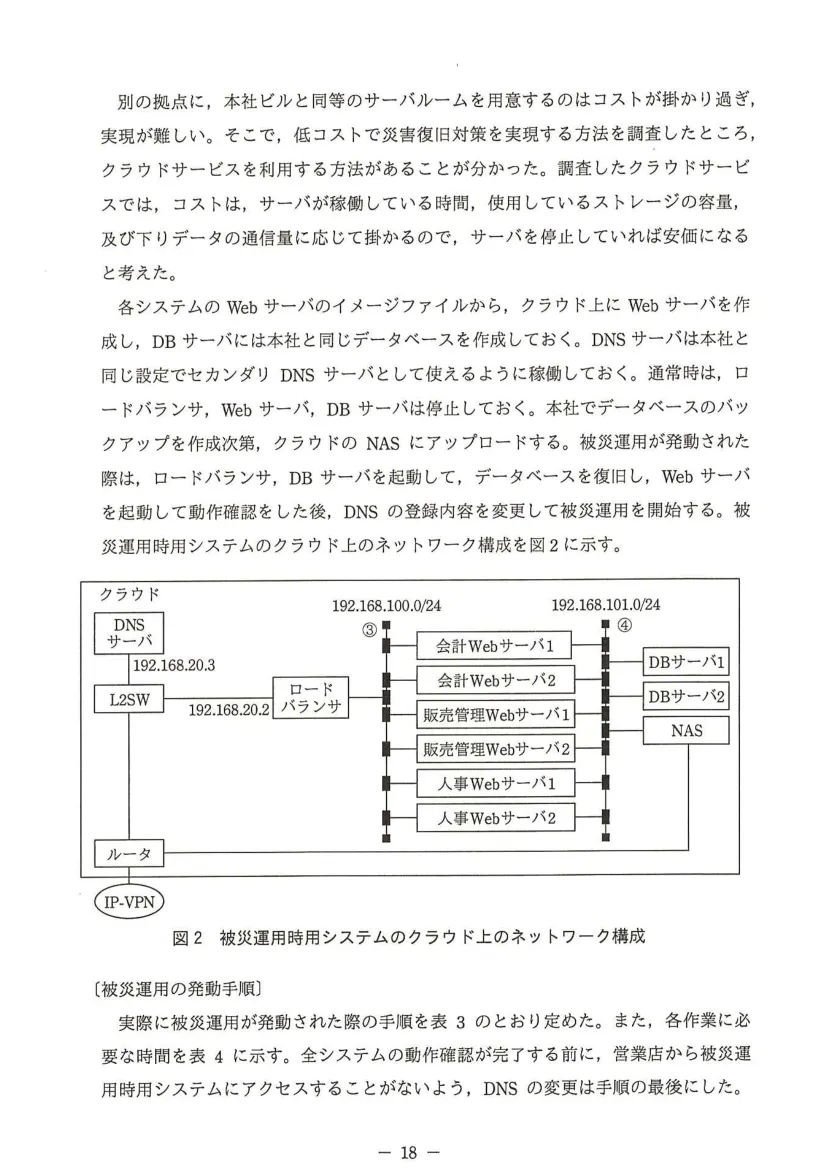 別の拠点に，本社ビルと同等のサーバルームを用意するのはコストが掛かり過ぎ，
実現が難しい。そこで，低コストで災害復旧対策を実現する方法を調査したところ，
クラウドサービスを利用する方法があることが分かった。調査したクラウドサービ
スでは，コストは，サーバが稼働している時間，使用しているストレージの容量，
及び下りデータの通信量に応じて掛かるので，サーバを停止していれば安価になる
と考えた。
各システムの Web サーバのイメージファイルから，クラウド上に Web サーバを作
成し，DB サーバには本社と同じデータベースを作成しておく。DNS サーバは本社と
同じ設定でセカンダリ DNS サーバとして使えるように稼働しておく。通常時は，ロ
ードバランサ，Web サーバ，DB サーバは停止しておく。本社でデータベースのバッ
クアップを作成次第，クラウドの NAS にアップロードする。被災運用が発動された
際は，ロードバランサ，DB サーバを起動して，データベースを復旧し，Web サーバ
を起動して動作確認をした後，DNS の登録内容を変更して被災運用を開始する。被
災運用時用システムのクラウド上のネットワーク構成を図 2 に示す。
クラウド
192.168.100.0/24
192.168.101.0/24
DNS
サーバ
③
④
会計Webサーバ1
DBサーバ1
192.168.20.3
会計Webサーバ2
ロード
バランサ
DBサーバ2
L2SW
192.168.20.2
販売管理Webサーバ1
NAS
販売管理Webサーバ2
人事Webサーバ1
人事Webサーバ2
ルータ
IP-VPN
図 2　被災運用時用システムのクラウド上のネットワーク構成
〔被災運用の発動手順〕
実際に被災運用が発動された際の手順を表 3 のとおり定めた。また，各作業に必
要な時間を表 4 に示す。全システムの動作確認が完了する前に，営業店から被災運
用時用システムにアクセスすることがないよう，DNS の変更は手順の最後にした。
－ 18 －